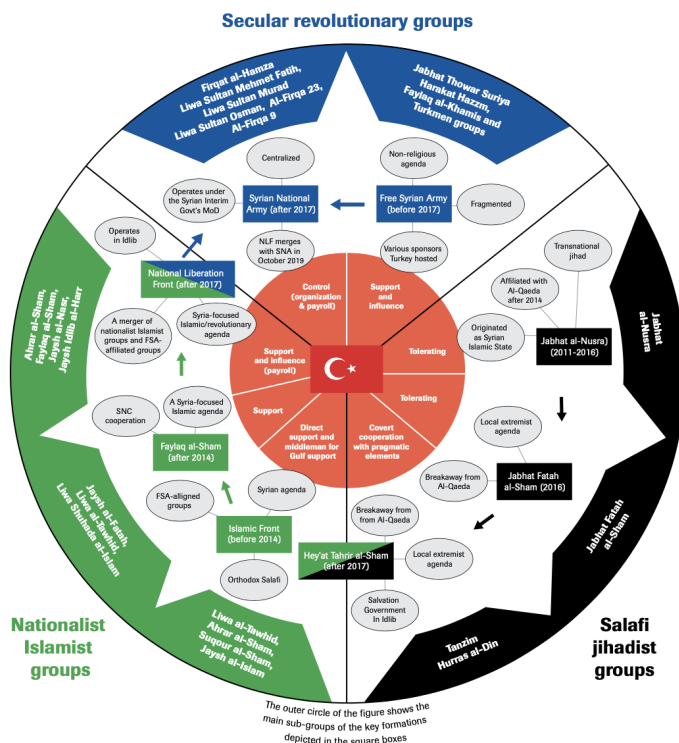 Secular revolutionary groups
Firqat al-Hamza
Liwa Sultan Mehmet Fatih,
Liwa Sultan Murad
Liwa Sultan Osman, Al-Firqa 23,
Al-Firqa 9
Jabhat Thowar Suriya
Harakat Hazzm,
Faylaq al-Khamis and
Turkmen groups
Centralized
Non-religious
agenda
Operates under
the Syrian Interim
Govt's MoD
Syrian National
Army (after 2017)
Free Syrian Army
(before 2017)
Fragmented
NLF merges
with SNA in
October 2019
Various sponsors
Turkey hosted
Operates
in Idlib
National Liberation
Front (after 2017)
A merger of
nationalist Islamist
groups and FSA-
affiliated groups
Syria-focused
Islamic/revolutionary
agenda
Transnational
jihad
Affiliated with
Al-Qaeda
after 2014
Originated
as Syrian
Islamic State
Jabhat al-Nusra)
(2011-2016)
Jabhat
al-Nusra
Ahrar al-Sham,
Faylaq al-Sham,
Jaysh al-Nasr,
Jaysh Idlib al-Harr
Control
(organization
& payroll)
Support
and
influence
Support
and influence
(payroll)
Tolerating
Support
Tolerating
Direct
support and
middleman for
Gulf support
Covert
cooperation
with pragmatic
elements
SNC
cooperation
A Syria-focused
Islamic agenda
Faylaq al-Sham
(after 2014)
Local extremist
agenda
Breakaway from
Al-Qaeda
Jabhat Fatah
al-Sham (2016)
Jabhat Fatah
al-Sham
Jaysh al-Fatah,
Liwa al-Tawhid,
Liwa Shuhada al-Islam
FSA-aligned
groups
Syrian agenda
Islamic Front
(before 2014)
Orthodox Salafi
Breakaway from
from Al-Qaeda
Hey'at Tahrir al-Sham
(after 2017)
Local extremist
agenda
Salvation
Government
In Idlib
Nationalist
Islamist
groups
Liwa al-Tawhid,
Ahrar al-Sham,
Suqour al-Sham,
Jaysh al-Islam
Tanzim
Hurras al-Din
Salafi
jihadist
groups
The outer circle of the figure shows the
main sub-groups of the key formations
depicted in the square boxes